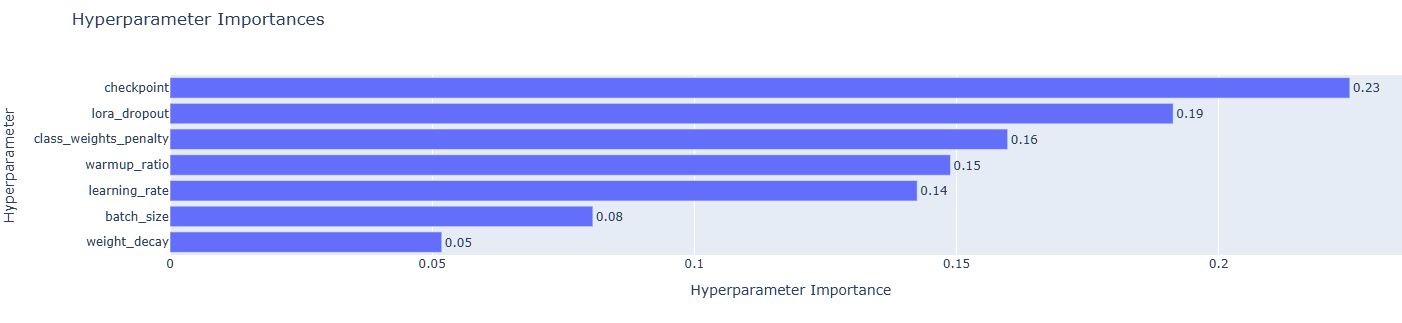 Hyperparameter Importances
Hyperparameter
checkpoint 0.23
lora_dropout 0.19
class_weights_penalty 0.16
warmup_ratio 0.15
learning_rate 0.14
batch_size 0.08
weight_decay 0.05
0 0.05 0.1 0.15 0.2
Hyperparameter Importance